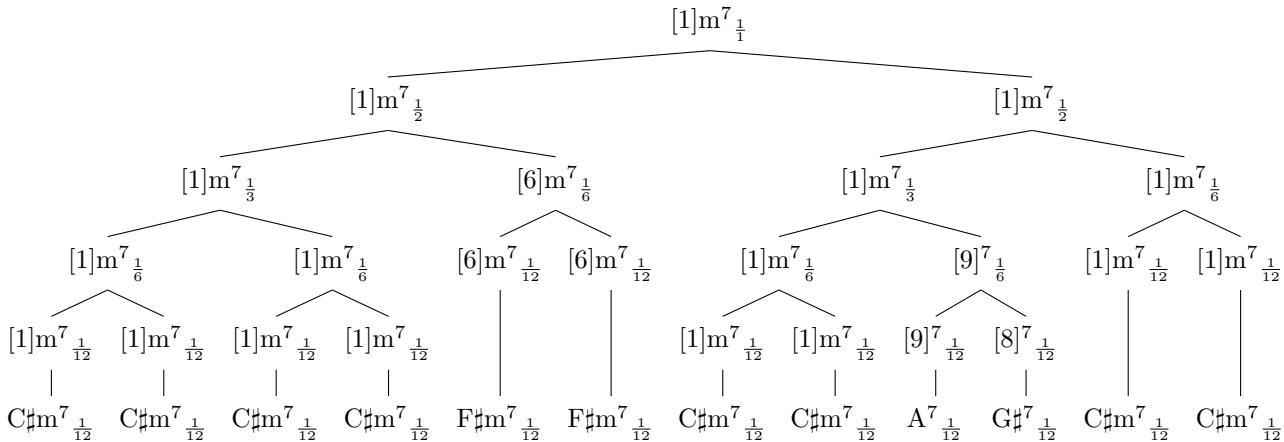 [1]m⁷ 1/1
[1]m⁷ 1/2 [1]m⁷ 1/2
[1]m⁷ 1/3 [6]m⁷ 1/6 [1]m⁷ 1/3 [1]m⁷ 1/6
[1]m⁷ 1/6 [1]m⁷ 1/6 [6]m⁷ 1/12 [6]m⁷ 1/12 [1]m⁷ 1/6 [9]⁷ 1/6 [1]m⁷ 1/12 [1]m⁷ 1/12
[1]m⁷ 1/12 [1]m⁷ 1/12 [1]m⁷ 1/12 [1]m⁷ 1/12 [1]m⁷ 1/12 [1]m⁷ 1/12 [9]⁷ 1/12 [8]⁷ 1/12
C♯m⁷ 1/12 C♯m⁷ 1/12 C♯m⁷ 1/12 C♯m⁷ 1/12 F♯m⁷ 1/12 F♯m⁷ 1/12 C♯m⁷ 1/12 C♯m⁷ 1/12 A⁷ 1/12 G♯⁷ 1/12 C♯m⁷ 1/12 C♯m⁷ 1/12